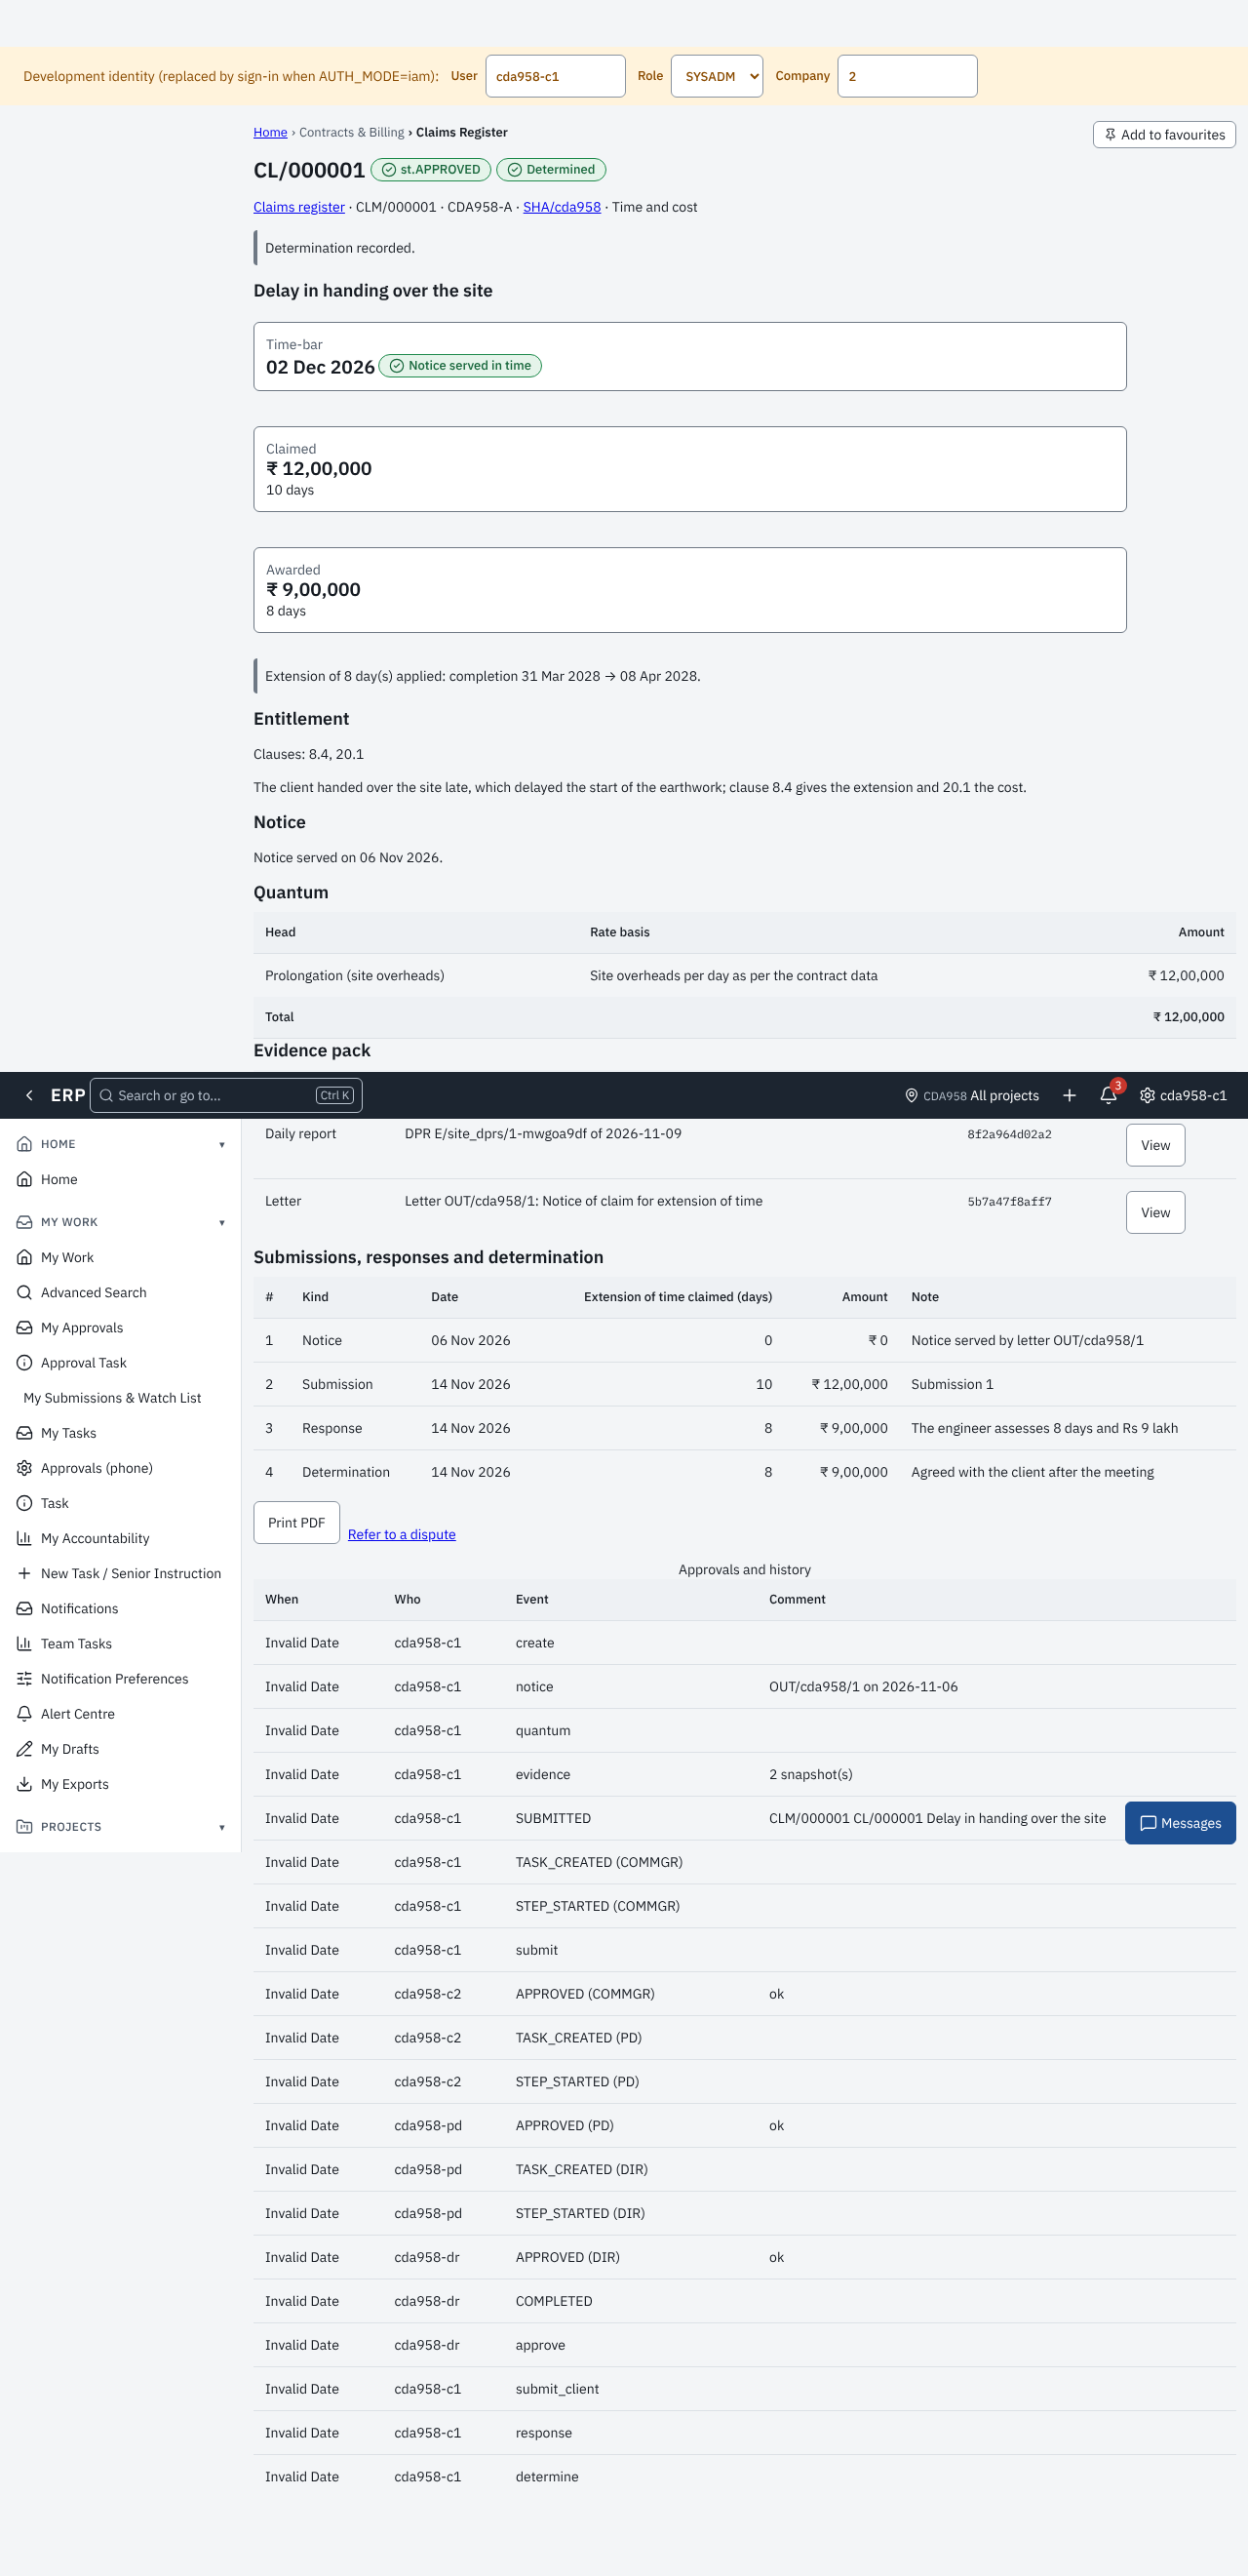 Development identity (replaced by sign-in when AUTH_MODE=iam): User cda958-c1 Role SYSADM Company 2
Home › Contracts & Billing › Claims Register
Add to favourites
CL/000001 st.APPROVED Determined
Claims register · CLM/000001 · CDA958-A · SHA/cda958 · Time and cost
Determination recorded.
Delay in handing over the site
Time-bar
02 Dec 2026 Notice served in time
Claimed
₹ 12,00,000
10 days
Awarded
₹ 9,00,000
8 days
Extension of 8 day(s) applied: completion 31 Mar 2028 → 08 Apr 2028.
Entitlement
Clauses: 8.4, 20.1
The client handed over the site late, which delayed the start of the earthwork; clause 8.4 gives the extension and 20.1 the cost.
Notice
Notice served on 06 Nov 2026.
Quantum
Head Rate basis Amount
Prolongation (site overheads) Site overheads per day as per the contract data ₹ 12,00,000
Total ₹ 12,00,000
Evidence pack
ERP Search or go to... Ctrl K CDA958 All projects 3 cda958-c1
HOME
Home
MY WORK
My Work
Advanced Search
My Approvals
Approval Task
My Submissions & Watch List
My Tasks
Approvals (phone)
Task
My Accountability
New Task / Senior Instruction
Notifications
Team Tasks
Notification Preferences
Alert Centre
My Drafts
My Exports
PROJECTS
Daily report DPR E/site_dprs/1-mwgoa9df of 2026-11-09 8f2a964d02a2 View
Letter Letter OUT/cda958/1: Notice of claim for extension of time 5b7a47f8aff7 View
Submissions, responses and determination
# Kind Date Extension of time claimed (days) Amount Note
1 Notice 06 Nov 2026 0 ₹ 0 Notice served by letter OUT/cda958/1
2 Submission 14 Nov 2026 10 ₹ 12,00,000 Submission 1
3 Response 14 Nov 2026 8 ₹ 9,00,000 The engineer assesses 8 days and Rs 9 lakh
4 Determination 14 Nov 2026 8 ₹ 9,00,000 Agreed with the client after the meeting
Print PDF Refer to a dispute
Approvals and history
When Who Event Comment
Invalid Date cda958-c1 create
Invalid Date cda958-c1 notice OUT/cda958/1 on 2026-11-06
Invalid Date cda958-c1 quantum
Invalid Date cda958-c1 evidence 2 snapshot(s)
Invalid Date cda958-c1 SUBMITTED CLM/000001 CL/000001 Delay in handing over the site
Messages
Invalid Date cda958-c1 TASK_CREATED (COMMGR)
Invalid Date cda958-c1 STEP_STARTED (COMMGR)
Invalid Date cda958-c1 submit
Invalid Date cda958-c2 APPROVED (COMMGR) ok
Invalid Date cda958-c2 TASK_CREATED (PD)
Invalid Date cda958-c2 STEP_STARTED (PD)
Invalid Date cda958-pd APPROVED (PD) ok
Invalid Date cda958-pd TASK_CREATED (DIR)
Invalid Date cda958-pd STEP_STARTED (DIR)
Invalid Date cda958-dr APPROVED (DIR) ok
Invalid Date cda958-dr COMPLETED
Invalid Date cda958-dr approve
Invalid Date cda958-c1 submit_client
Invalid Date cda958-c1 response
Invalid Date cda958-c1 determine